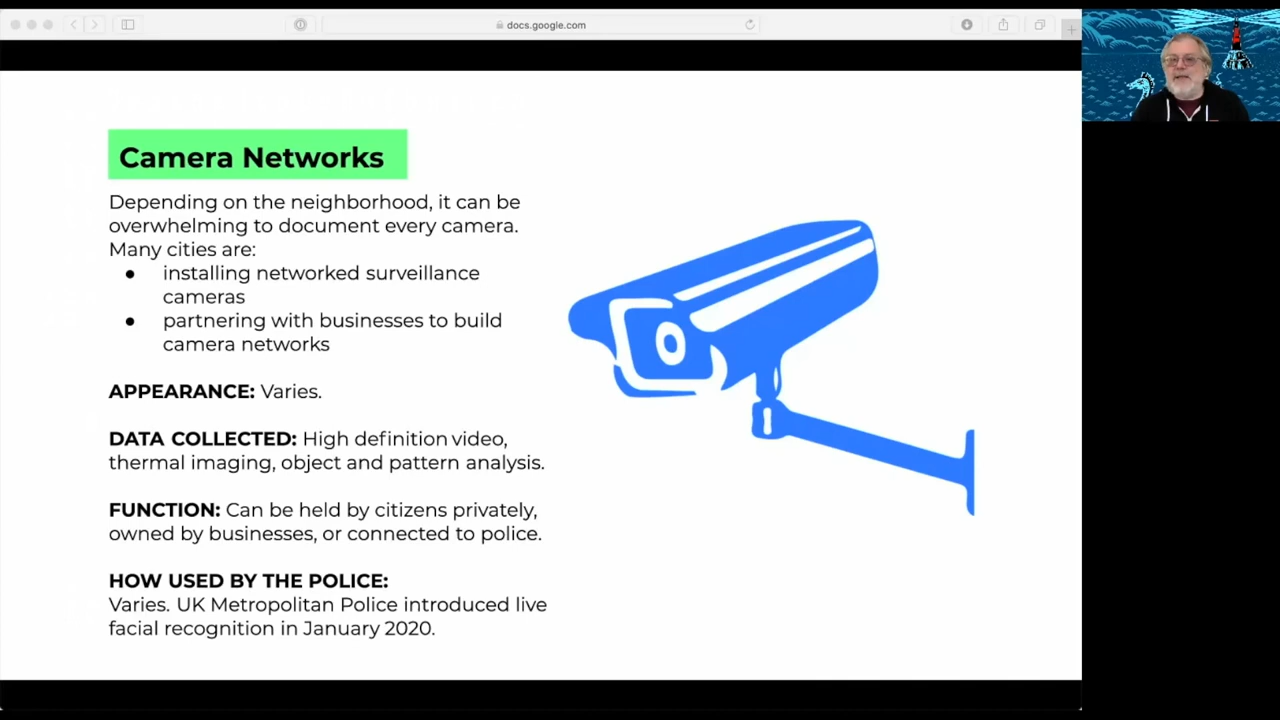 docs.google.com
Camera Networks
Depending on the neighborhood, it can be
overwhelming to document every camera.
Many cities are:
● installing networked surveillance
cameras
● partnering with businesses to build
camera networks
APPEARANCE: Varies.
DATA COLLECTED: High definition video,
thermal imaging, object and pattern analysis.
FUNCTION: Can be held by citizens privately,
owned by businesses, or connected to police.
HOW USED BY THE POLICE:
Varies. UK Metropolitan Police introduced live
facial recognition in January 2020.